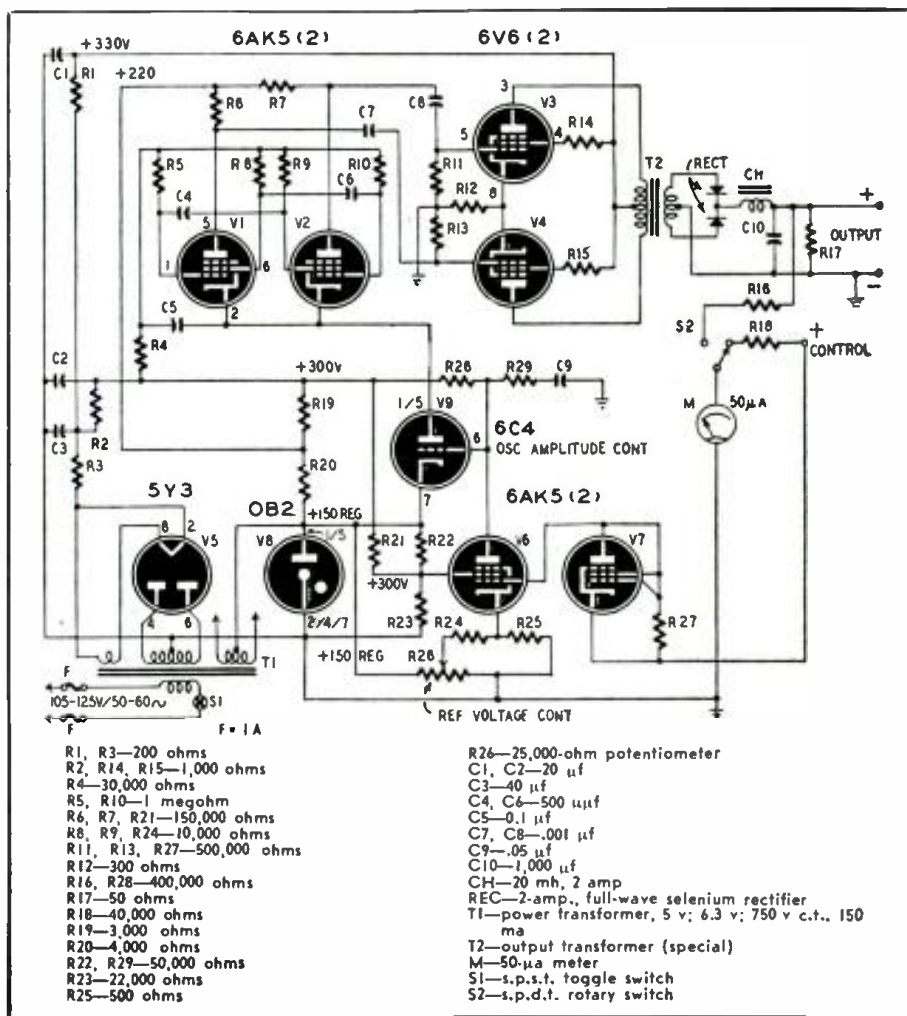 6AK5(2)
6V6(2)
+330V
C1
R1
+220
R6
R7
C7
C8
3
V3
5
4
R14
R5
R8
R9
R10
C6
C4
R11
R12
8
R13
T2
RECT
CH
+
C10
OUTPUT
R17
-
5
V1
V2
1
6
2
V4
R15
C5
R4
R16
S2
R18
+
CONTROL
C2
+300V
R28
R29
C9
R2
R19
1/5
V9
6
6C4
OSC AMPLITUDE CONT
M
50μA
C3
R3
R20
7
5Y3
OB2
6AK5(2)
+150 REG
8
2
V5
V8
1/5
R21
R22
V6
V7
+300V
4
6
2/4/7
R23
R24
R25
R27
T1
+150 REG
R26
F
105-125V/50-60~
S1
REF VOLTAGE CONT
F
F=1A
R1, R3—200 ohms
R2, R14, R15—1,000 ohms
R4—30,000 ohms
R5, R10—1 megohm
R6, R7, R21—150,000 ohms
R8, R9, R24—10,000 ohms
R11, R13, R27—500,000 ohms
R12—300 ohms
R16, R28—400,000 ohms
R17—50 ohms
R18—40,000 ohms
R19—3,000 ohms
R20—4,000 ohms
R22, R29—50,000 ohms
R23—22,000 ohms
R25—500 ohms
R26—25,000-ohm potentiometer
C1, C2—20 μf
C3—40 μf
C4, C6—500 μμf
C5—0.1 μf
C7, C8—.001 μf
C9—.05 μf
C10—1,000 μf
CH—20 mh, 2 amp
REC—2-amp., full-wave selenium rectifier
T1—power transformer, 5 v; 6.3 v; 750 v c.t., 150
ma
T2—output transformer (special)
M—50-μa meter
S1—s.p.s.t. toggle switch
S2—s.p.d.t. rotary switch